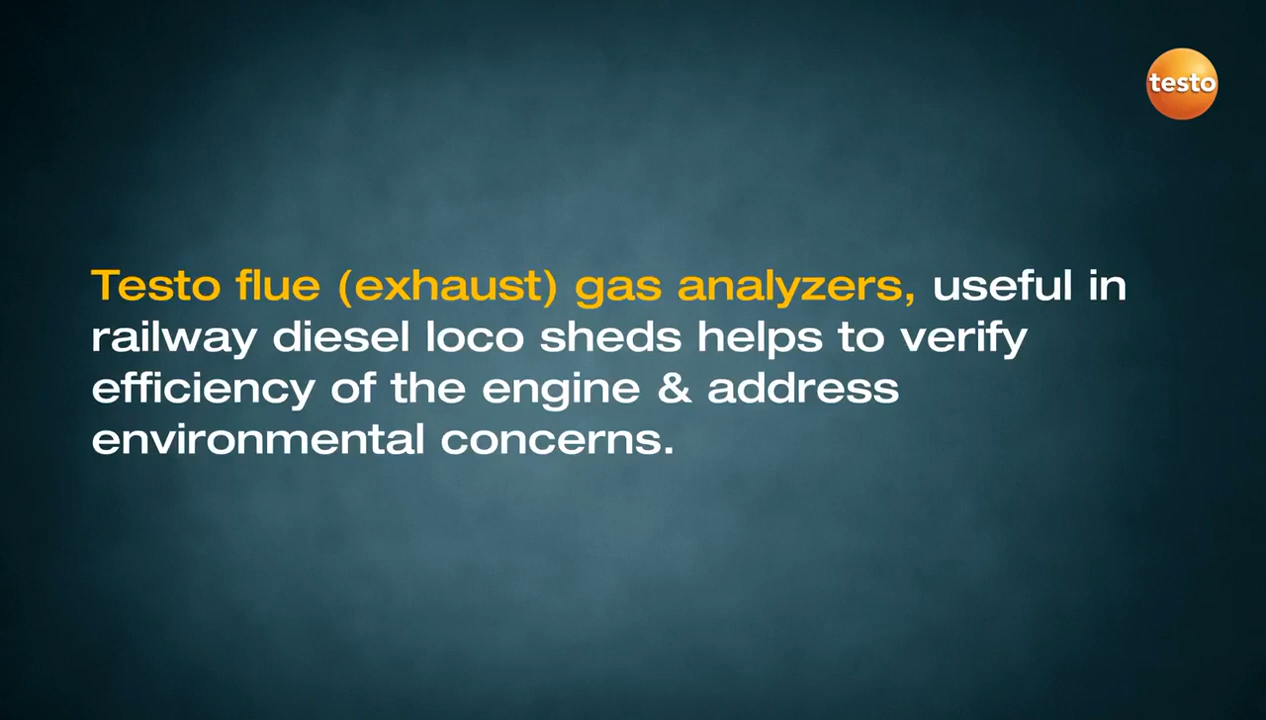 testo
Testo flue (exhaust) gas analyzers, useful in
railway diesel loco sheds helps to verify
efficiency of the engine & address
environmental concerns.